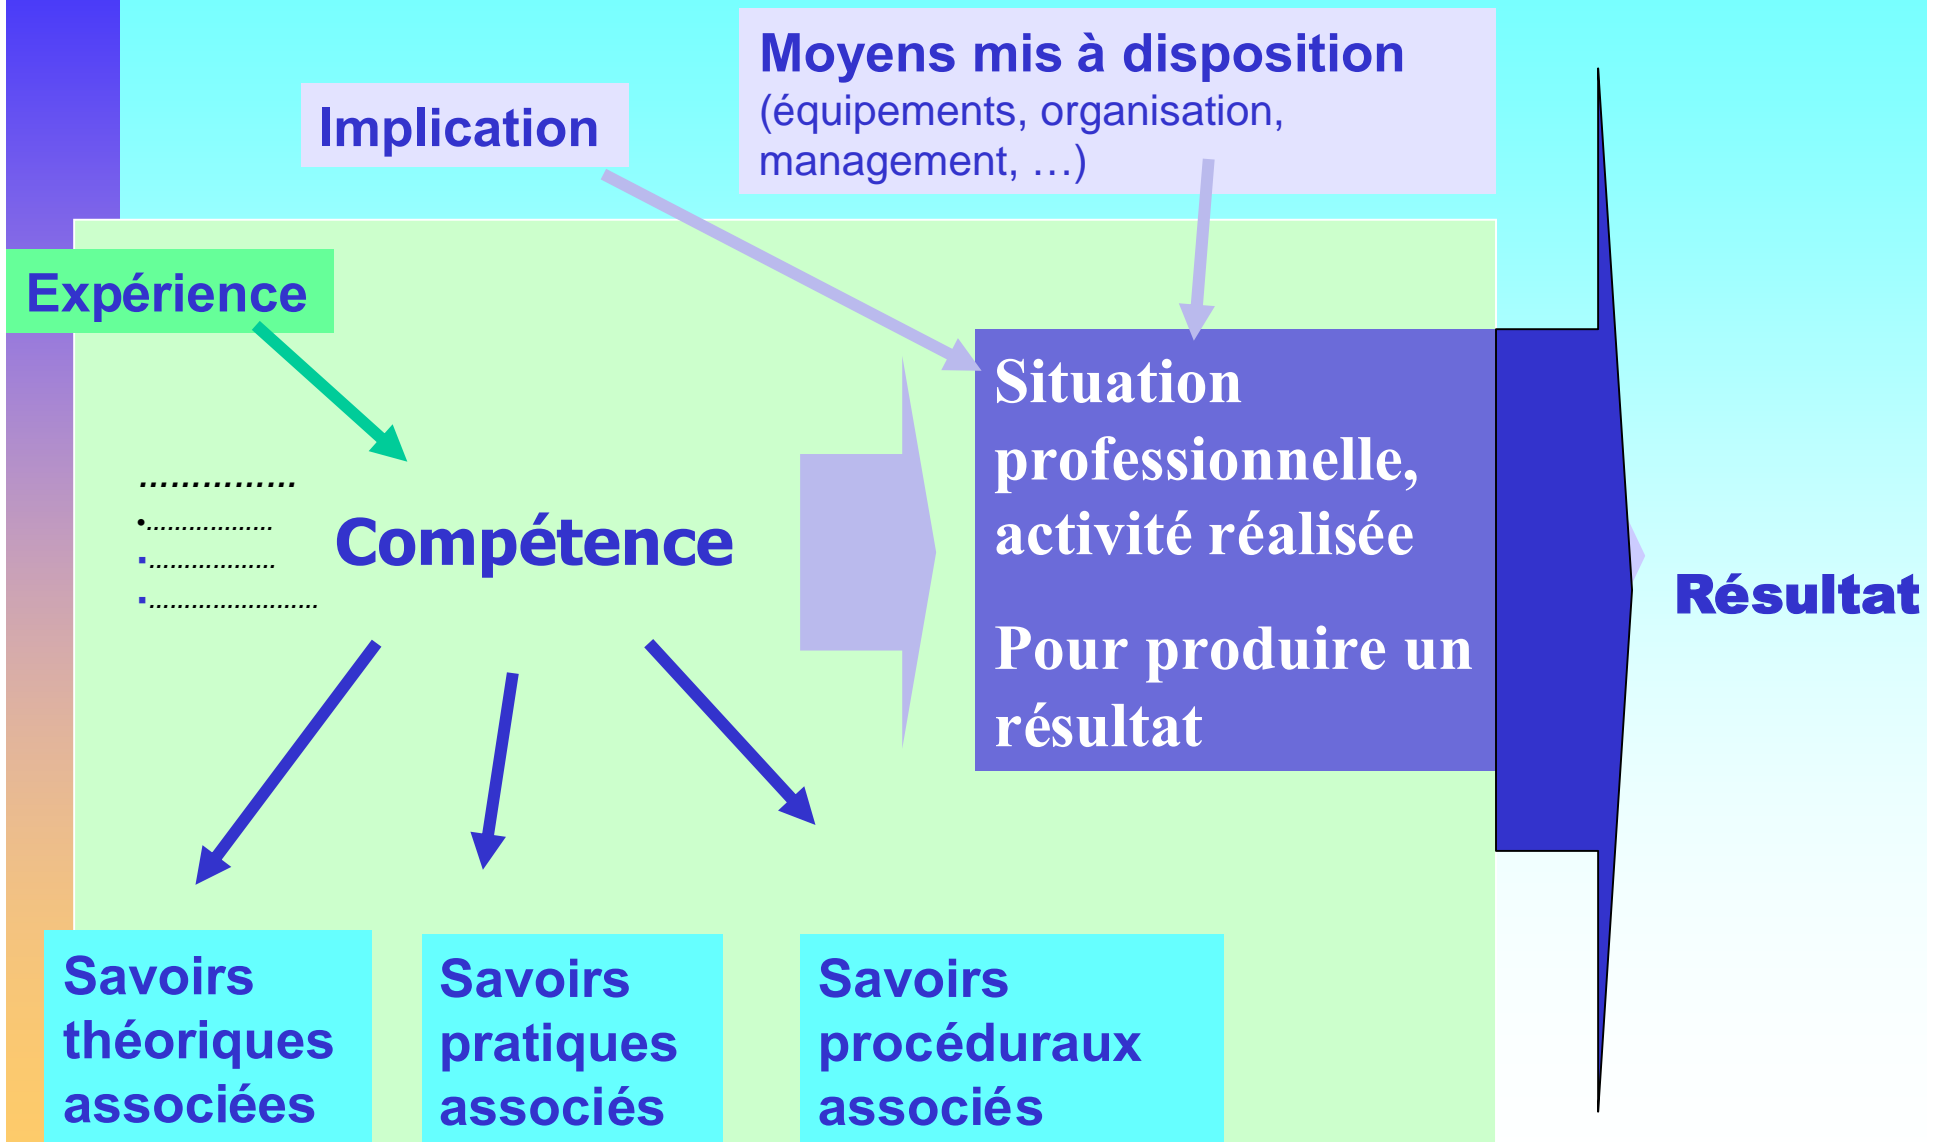 Moyens mis à disposition
(équipements, organisation,
management, …)
Implication
Expérience
……………
•………………
▪………………
▪……………………
Compétence
Situation
professionnelle,
activité réalisée
Pour produire un
résultat
Résultat
Savoirs
théoriques
associées
Savoirs
pratiques
associés
Savoirs
procéduraux
associés